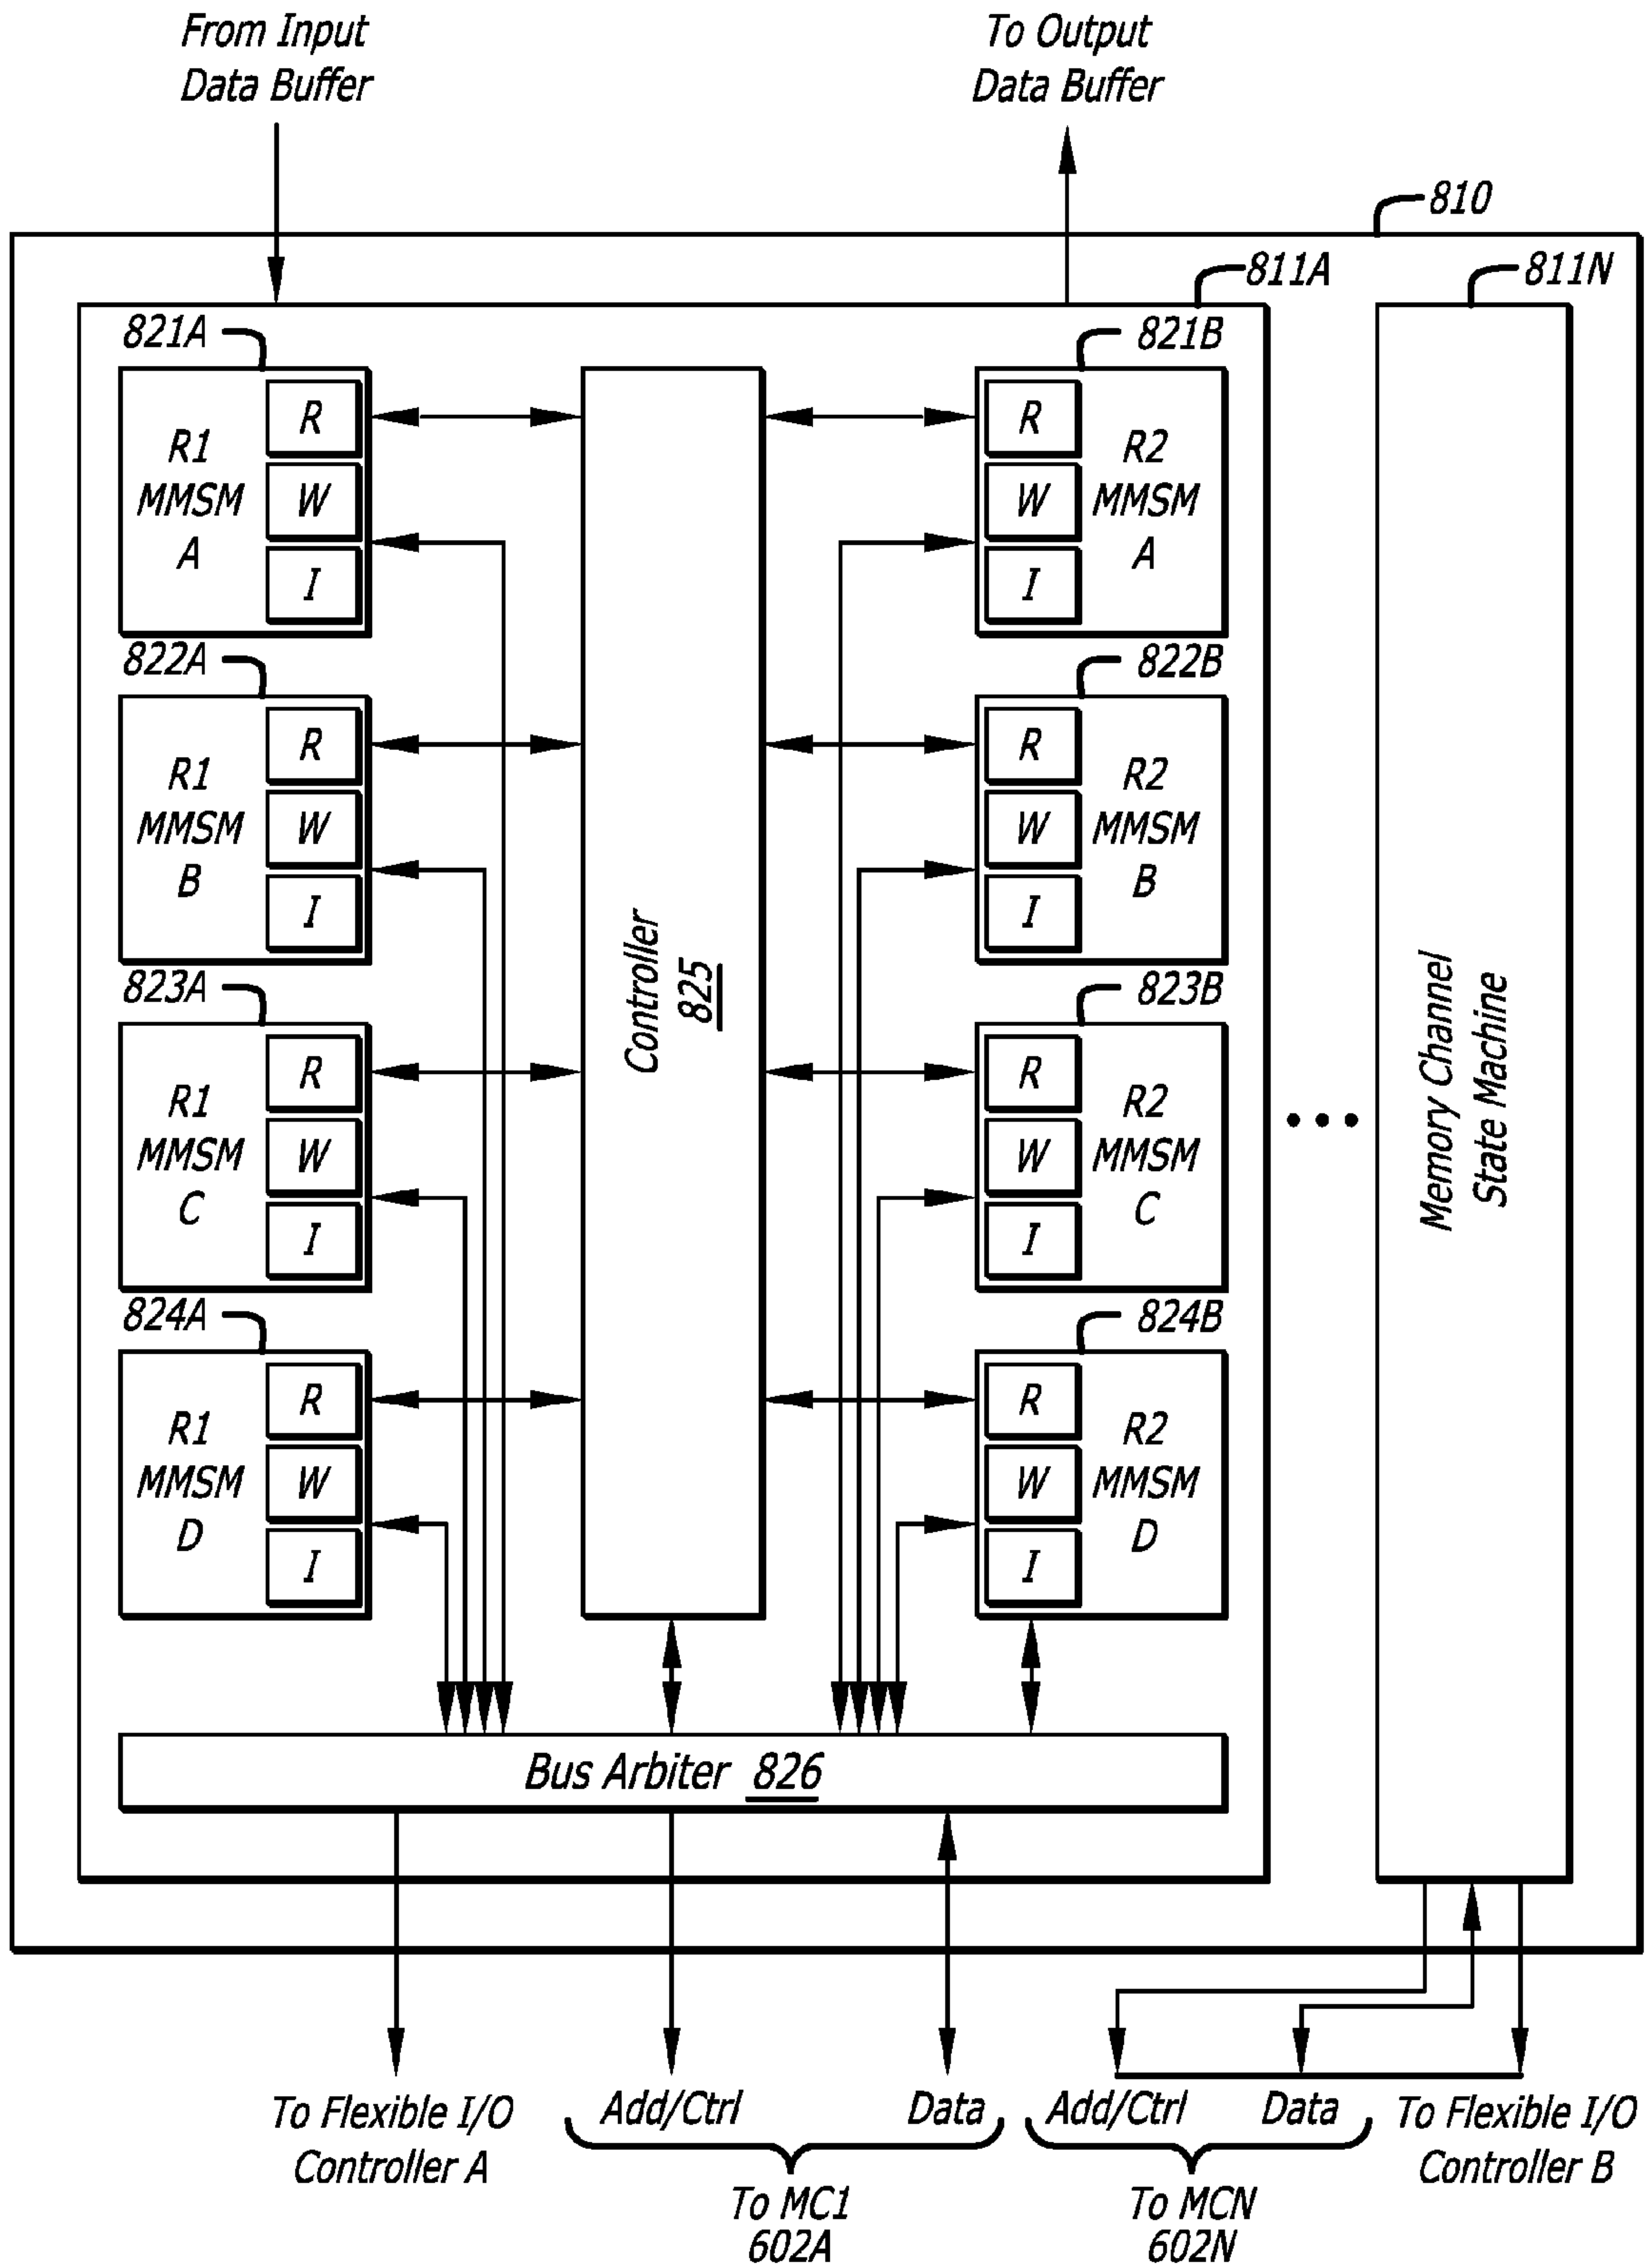 From Input
Data Buffer
To Output
Data Buffer
810
811A
811N
821A
R1
MMSM
A
R
W
I
821B
R
W
I
R2
MMSM
A
822A
R1
MMSM
B
R
W
I
822B
R
W
I
R2
MMSM
B
823A
R1
MMSM
C
R
W
I
823B
R
W
I
R2
MMSM
C
824A
R1
MMSM
D
R
W
I
824B
R
W
I
R2
MMSM
D
Controller
825
Memory Channel
State Machine
Bus Arbiter 826
To Flexible I/O
Controller A
Add/Ctrl
Data
To MC1
602A
Add/Ctrl
Data
To MCN
602N
To Flexible I/O
Controller B